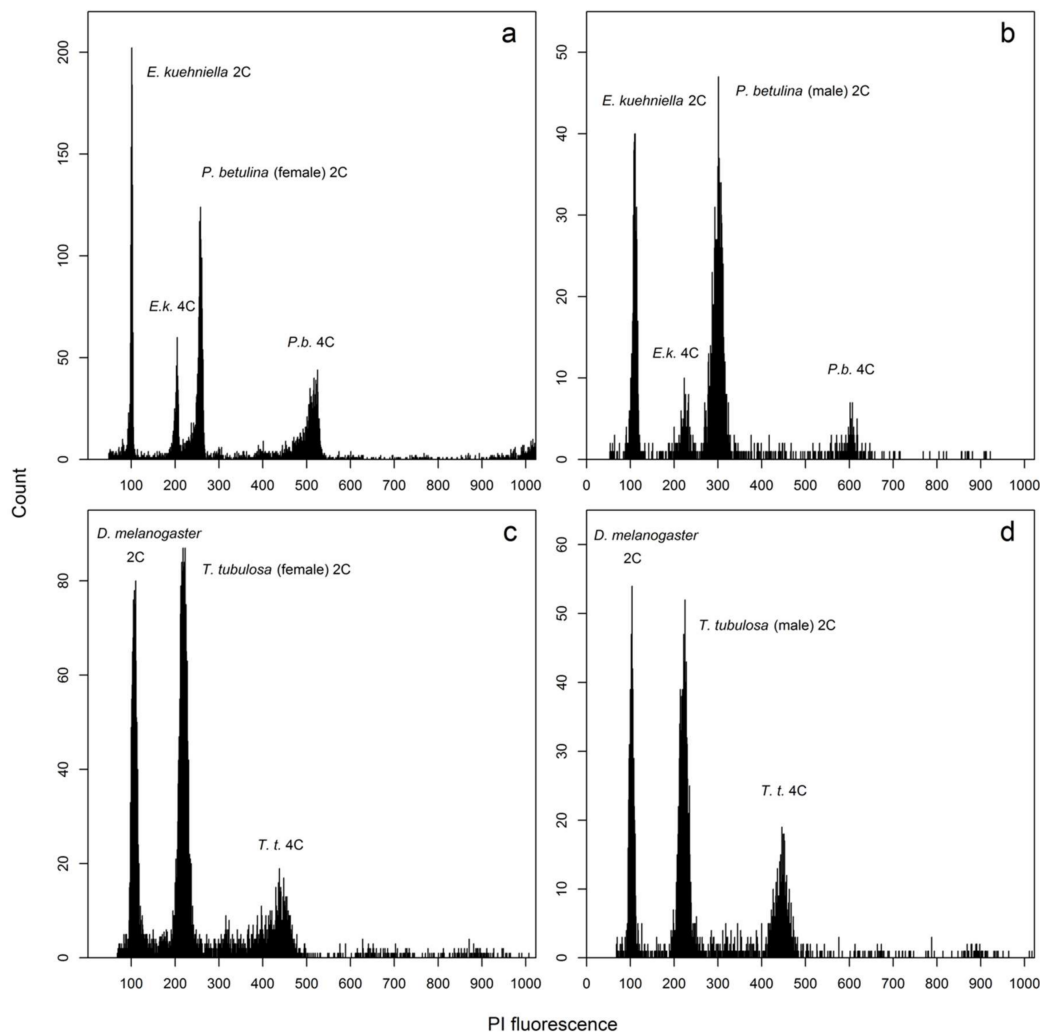 a
200
150
100
50
0
E. kuehniella 2C
P. betulina (female) 2C
E.k. 4C
P.b. 4C
100 200 300 400 500 600 700 800 900 1000
b
50
40
30
20
10
0
E. kuehniella 2C
P. betulina (male) 2C
E.k. 4C
P.b. 4C
0 100 200 300 400 500 600 700 800 900 1000
Count
c
80
60
40
20
0
D. melanogaster
2C
T. tubulosa (female) 2C
T. t. 4C
100 200 300 400 500 600 700 800 900 1000
d
60
50
40
30
20
10
0
D. melanogaster
2C
T. tubulosa (male) 2C
T. t. 4C
0 100 200 300 400 500 600 700 800 900 1000
PI fluorescence